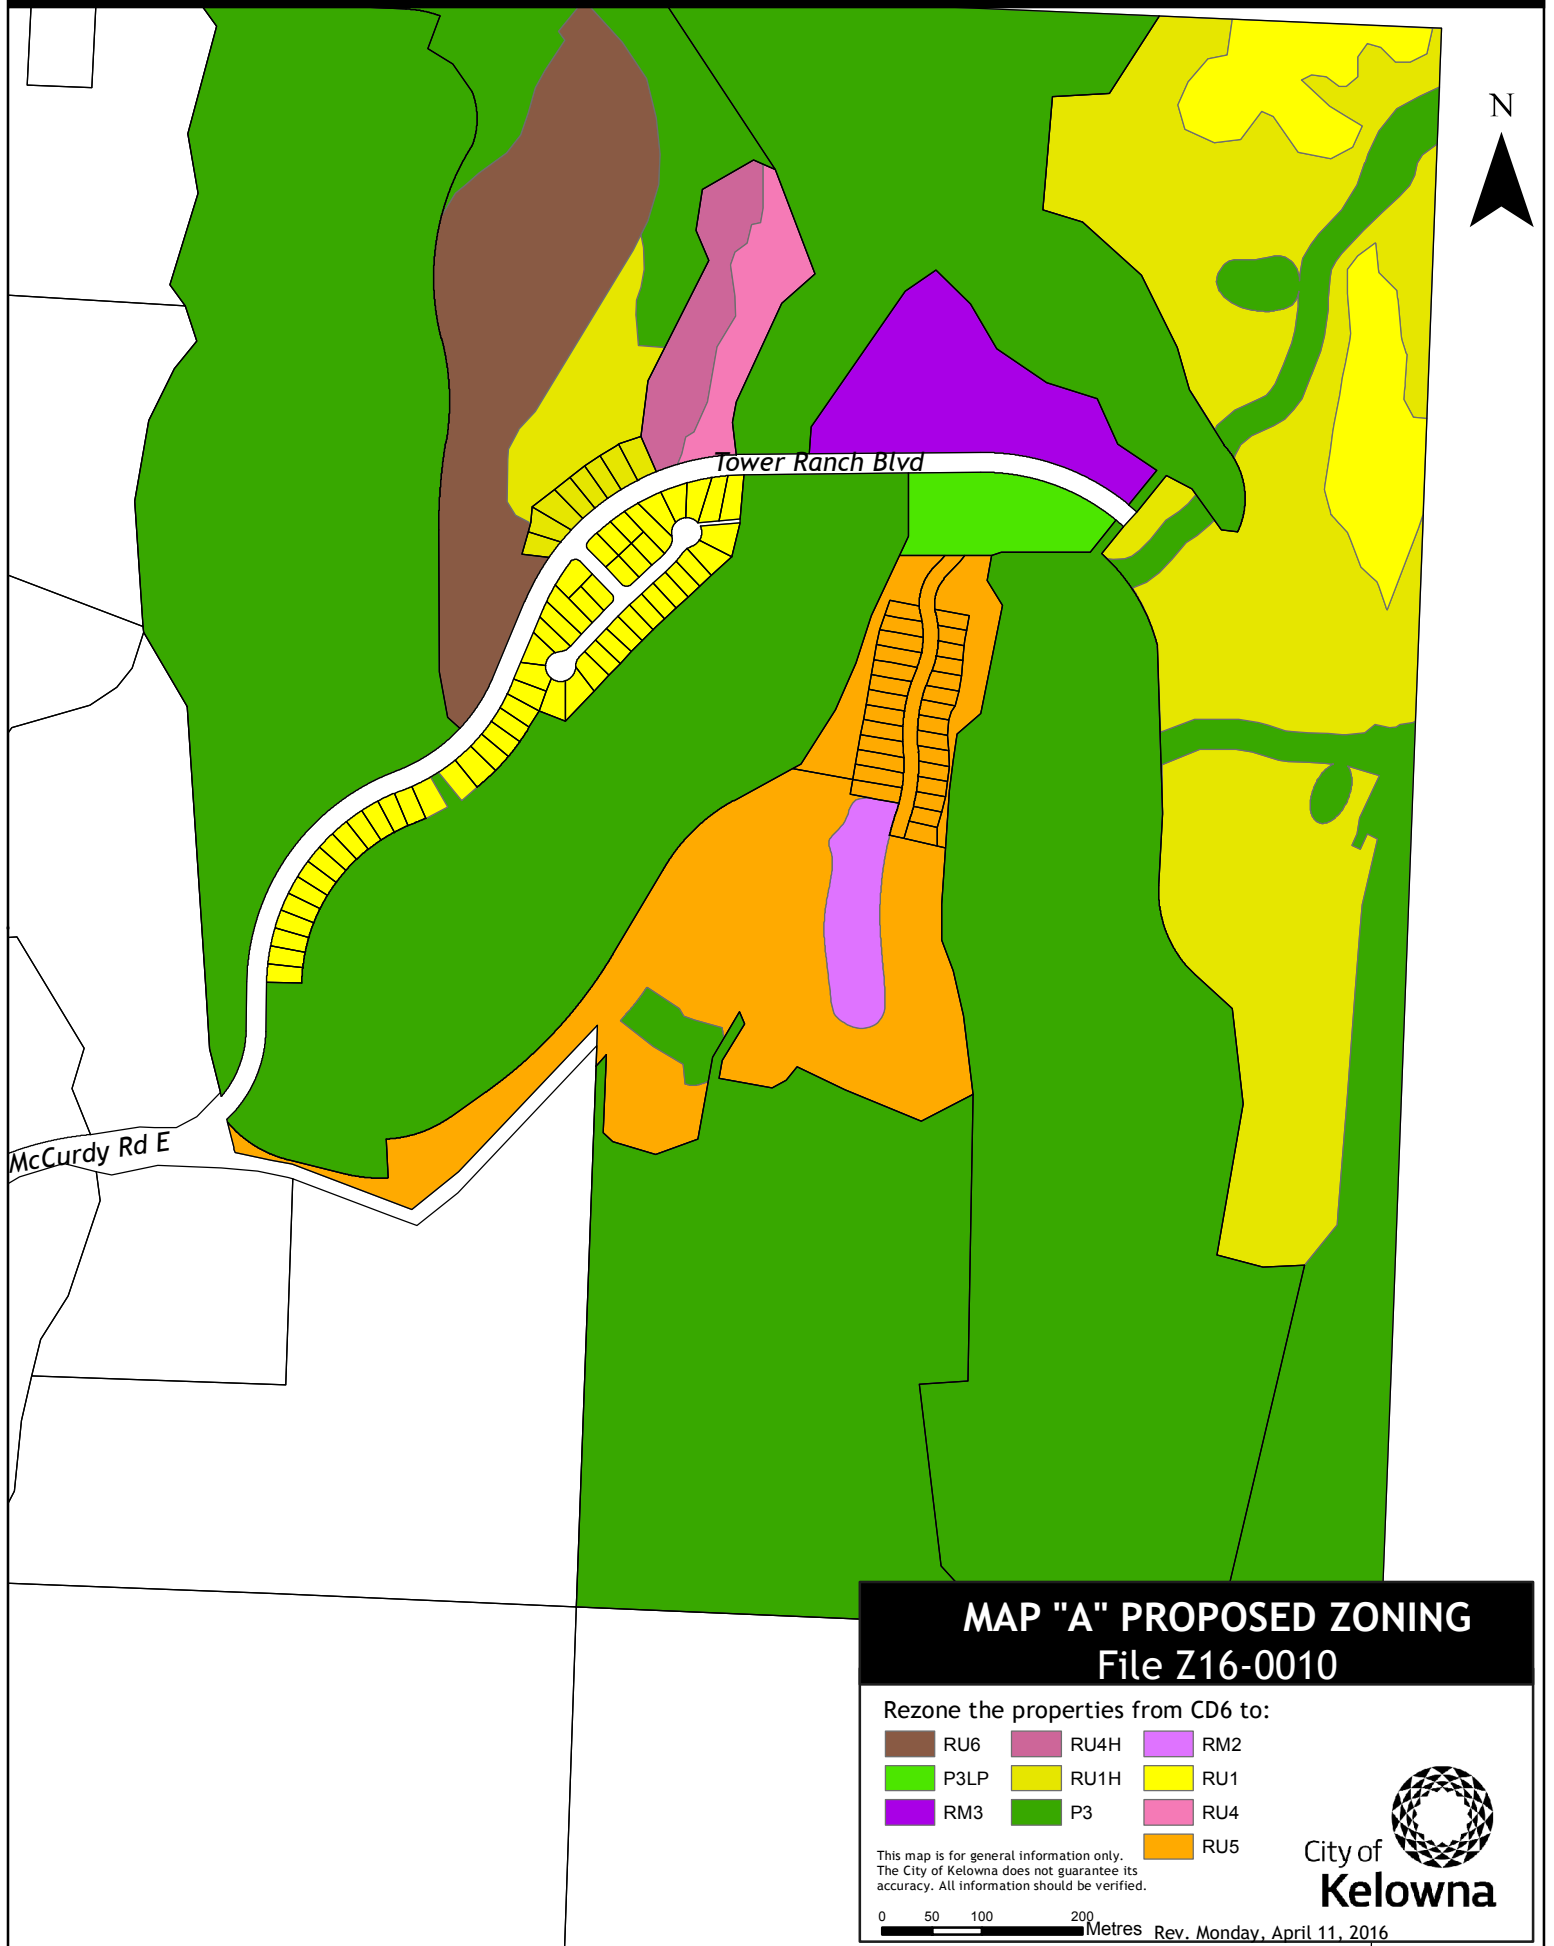 N
Tower Ranch Blvd
McCurdy Rd E
MAP "A" PROPOSED ZONING
File Z16-0010
Rezone the properties from CD6 to:
RU6 RU4H RM2
P3LP RU1H RU1
RM3 P3 RU4
RU5
This map is for general information only.
The City of Kelowna does not guarantee its
accuracy. All information should be verified.
City of
Kelowna
0 50 100 200
Metres Rev. Monday, April 11, 2016